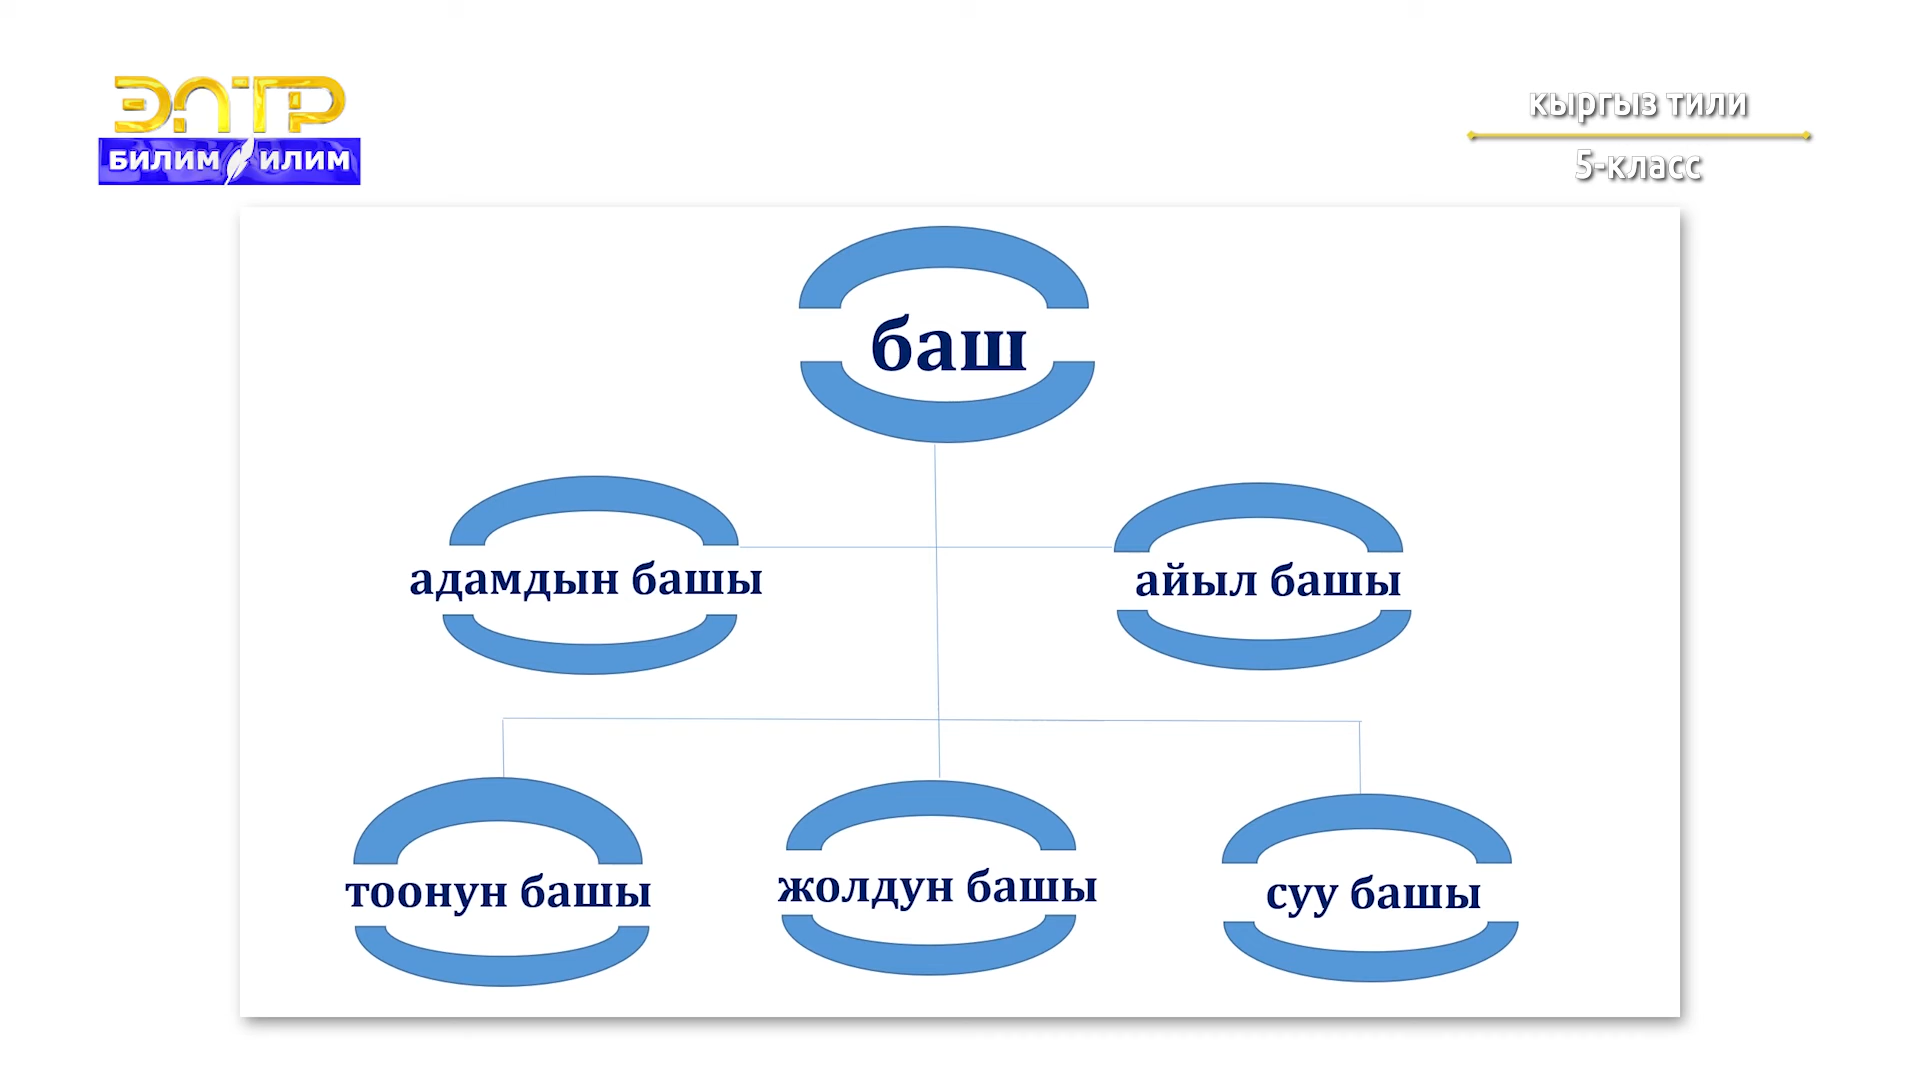 ЭЛТР
БИЛИМ ИЛИМ
кыргыз тили
5-класс
баш
адамдын башы
айыл башы
тоонун башы
жолдун башы
суу башы